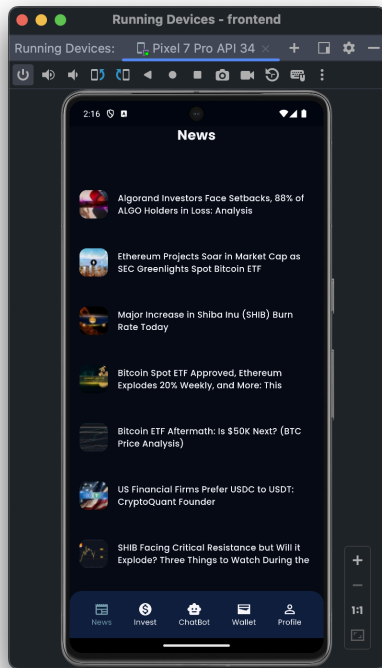 Running Devices - frontend
Running Devices: Pixel 7 Pro API 34
2:16
News
Algorand Investors Face Setbacks, 88% of
ALGO Holders in Loss: Analysis
Ethereum Projects Soar in Market Cap as
SEC Greenlights Spot Bitcoin ETF
Major Increase in Shiba Inu (SHIB) Burn
Rate Today
Bitcoin Spot ETF Approved, Ethereum
Explodes 20% Weekly, and More: This
Bitcoin ETF Aftermath: Is $50K Next? (BTC
Price Analysis)
US Financial Firms Prefer USDC to USDT:
CryptoQuant Founder
SHIB Facing Critical Resistance but Will it
Explode? Three Things to Watch During the
1:1
News Invest ChatBot Wallet Profile